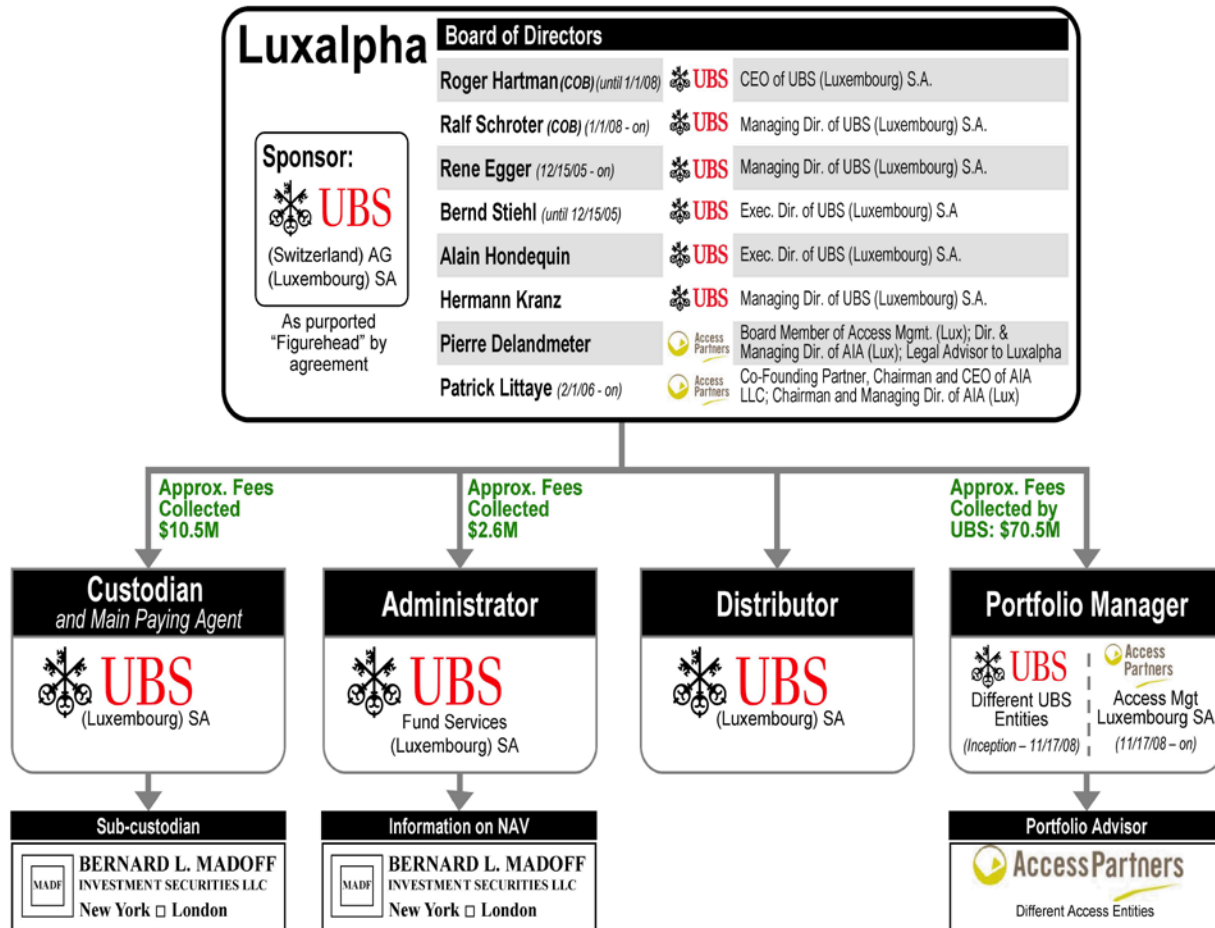 Luxalpha
Board of Directors
Roger Hartman (COB) (until 1/1/08) UBS CEO of UBS (Luxembourg) S.A.
Ralf Schroter (COB) (1/1/08 - on) UBS Managing Dir. of UBS (Luxembourg) S.A.
Rene Egger (12/15/05 - on) UBS Managing Dir. of UBS (Luxembourg) S.A.
Bernd Stiehl (until 12/15/05) UBS Exec. Dir. of UBS (Luxembourg) S.A
Alain Hondequin UBS Exec. Dir. of UBS (Luxembourg) S.A.
Hermann Kranz UBS Managing Dir. of UBS (Luxembourg) S.A.
Pierre Delandmeter Access Partners Board Member of Access Mgmt. (Lux); Dir. &
Managing Dir. of AIA (Lux); Legal Advisor to Luxalpha
Patrick Littaye (2/1/06 - on) Access Partners Co-Founding Partner, Chairman and CEO of AIA
LLC; Chairman and Managing Dir. of AIA (Lux)
Sponsor:
UBS
(Switzerland) AG
(Luxembourg) SA
As purported
“Figurehead” by
agreement
Approx. Fees
Collected
$10.5M
Custodian
and Main Paying Agent
UBS
(Luxembourg) SA
Sub-custodian
MADF
BERNARD L. MADOFF
INVESTMENT SECURITIES LLC
New York □ London
Approx. Fees
Collected
$2.6M
Administrator
UBS
Fund Services
(Luxembourg) SA
Information on NAV
MADF
BERNARD L. MADOFF
INVESTMENT SECURITIES LLC
New York □ London
Distributor
UBS
(Luxembourg) SA
Approx. Fees
Collected by
UBS: $70.5M
Portfolio Manager
UBS
Different UBS
Entities
(Inception – 11/17/08)
Access
Partners
Access Mgt
Luxembourg SA
(11/17/08 – on)
Portfolio Advisor
AccessPartners
Different Access Entities